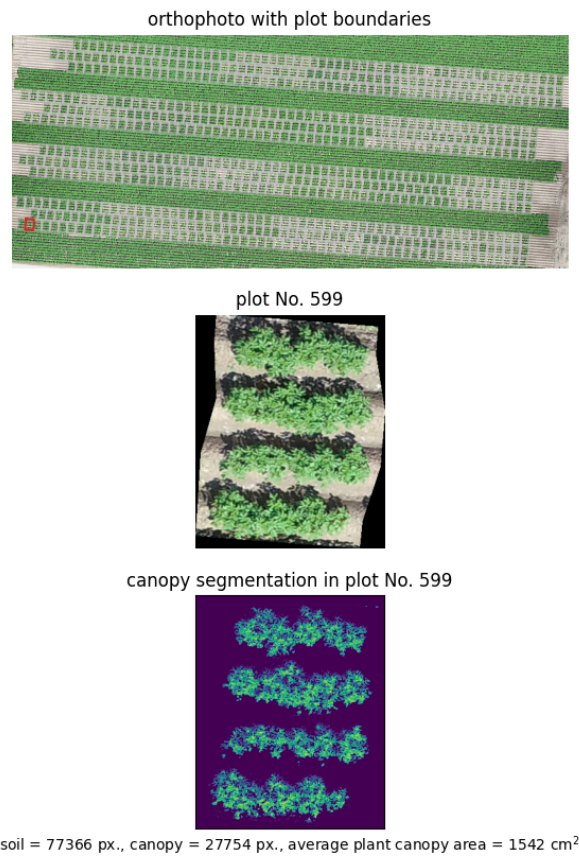 orthophoto with plot boundaries
plot No. 599
canopy segmentation in plot No. 599
soil = 77366 px., canopy = 27754 px., average plant canopy area = 1542 cm²